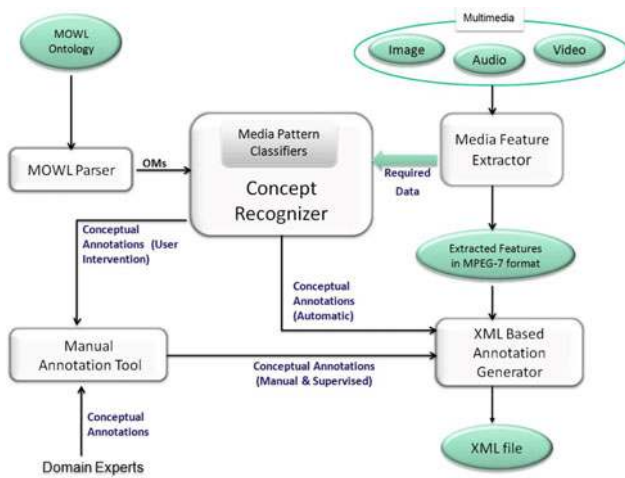 MOWL
Ontology
Multimedia
Image
Audio
Video
MOWL Parser
OMs
Media Pattern
Classifiers
Concept
Recognizer
Required
Data
Media Feature
Extractor
Conceptual
Annotations (User
Intervention)
Conceptual
Annotations
(Automatic)
Extracted Features
in MPEG-7 format
Manual
Annotation Tool
Conceptual Annotations
(Manual & Supervised)
XML Based
Annotation
Generator
Conceptual
Annotations
Domain Experts
XML file